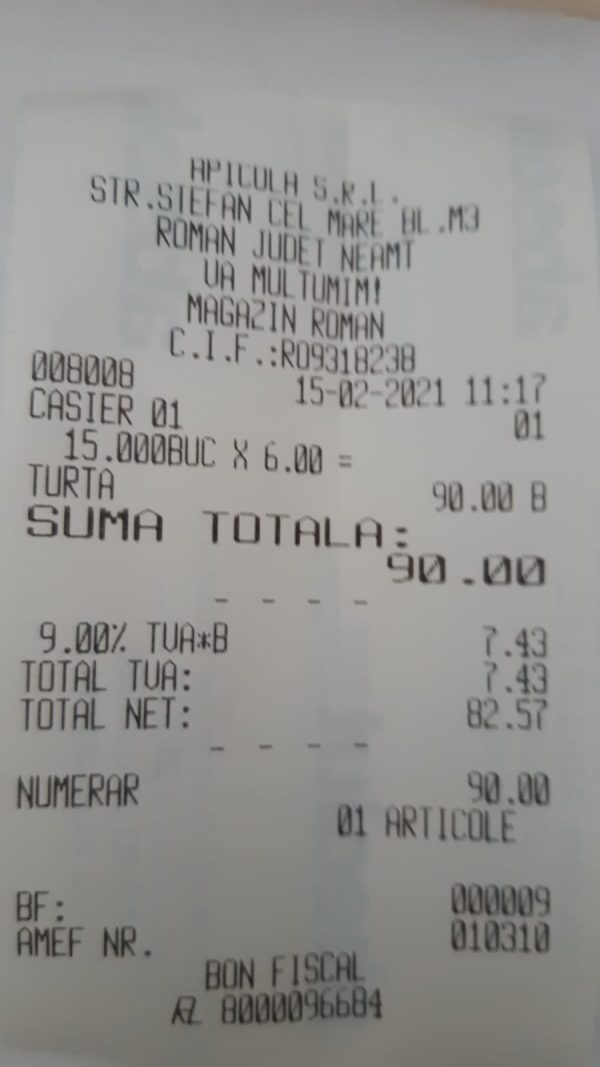 APICULA S.R.L.
STR.STEFAN CEL MARE BL.M3
ROMAN JUDET NEAMT
VA MULTUMIM!
MAGAZIN ROMAN
C.I.F.:RO9318238
008008 15-02-2021 11:17
CASIER 01 01
15.000BUC X 6.00 =
TURTA 90.00 B
SUMA TOTALA:
90.00
- - - -
9.00% TVA*B 7.43
TOTAL TVA: 7.43
TOTAL NET: 82.57
- - - -
NUMERAR 90.00
01 ARTICOLE
BF: 000009
AMEF NR. 010310
BON FISCAL
8000096684